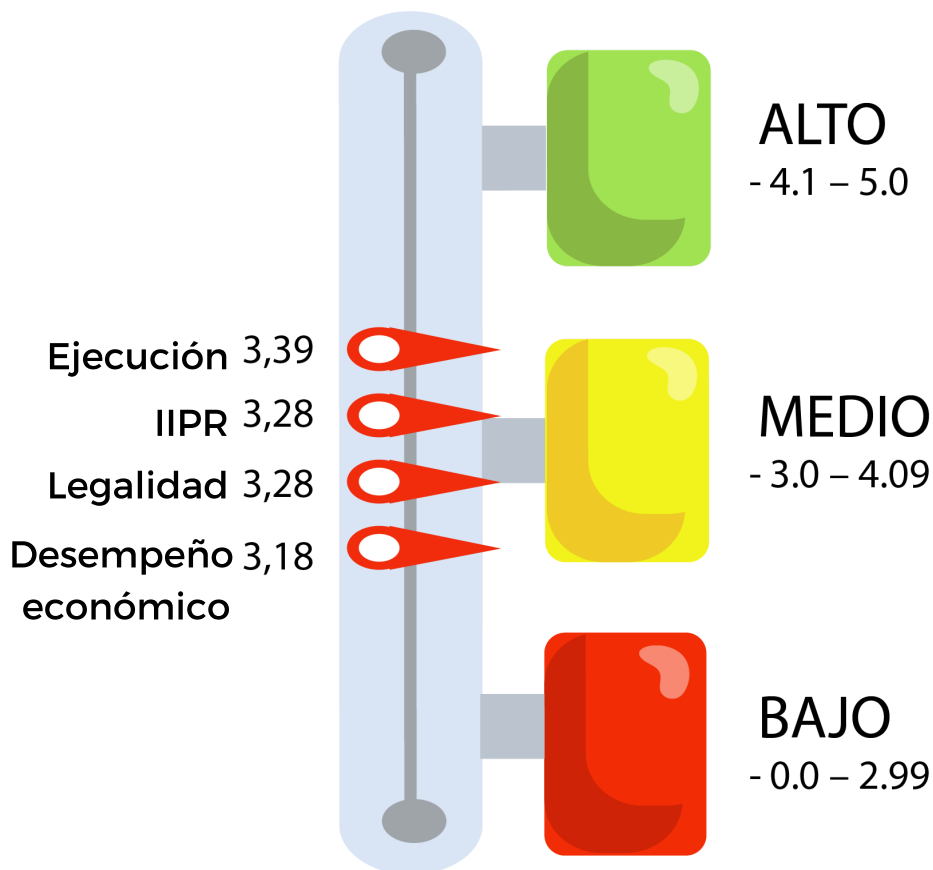 ALTO
- 4.1 – 5.0
Ejecución 3,39
IIPR 3,28
MEDIO
- 3.0 – 4.09
Legalidad 3,28
Desempeño 3,18
económico
BAJO
- 0.0 – 2.99